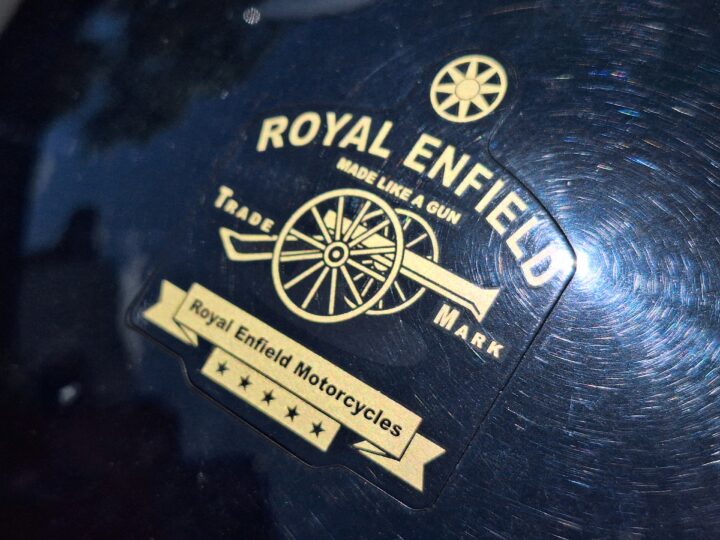 ROYAL ENFIELD
MADE LIKE A GUN
TRADE
MARK
Royal Enfield Motorcycles